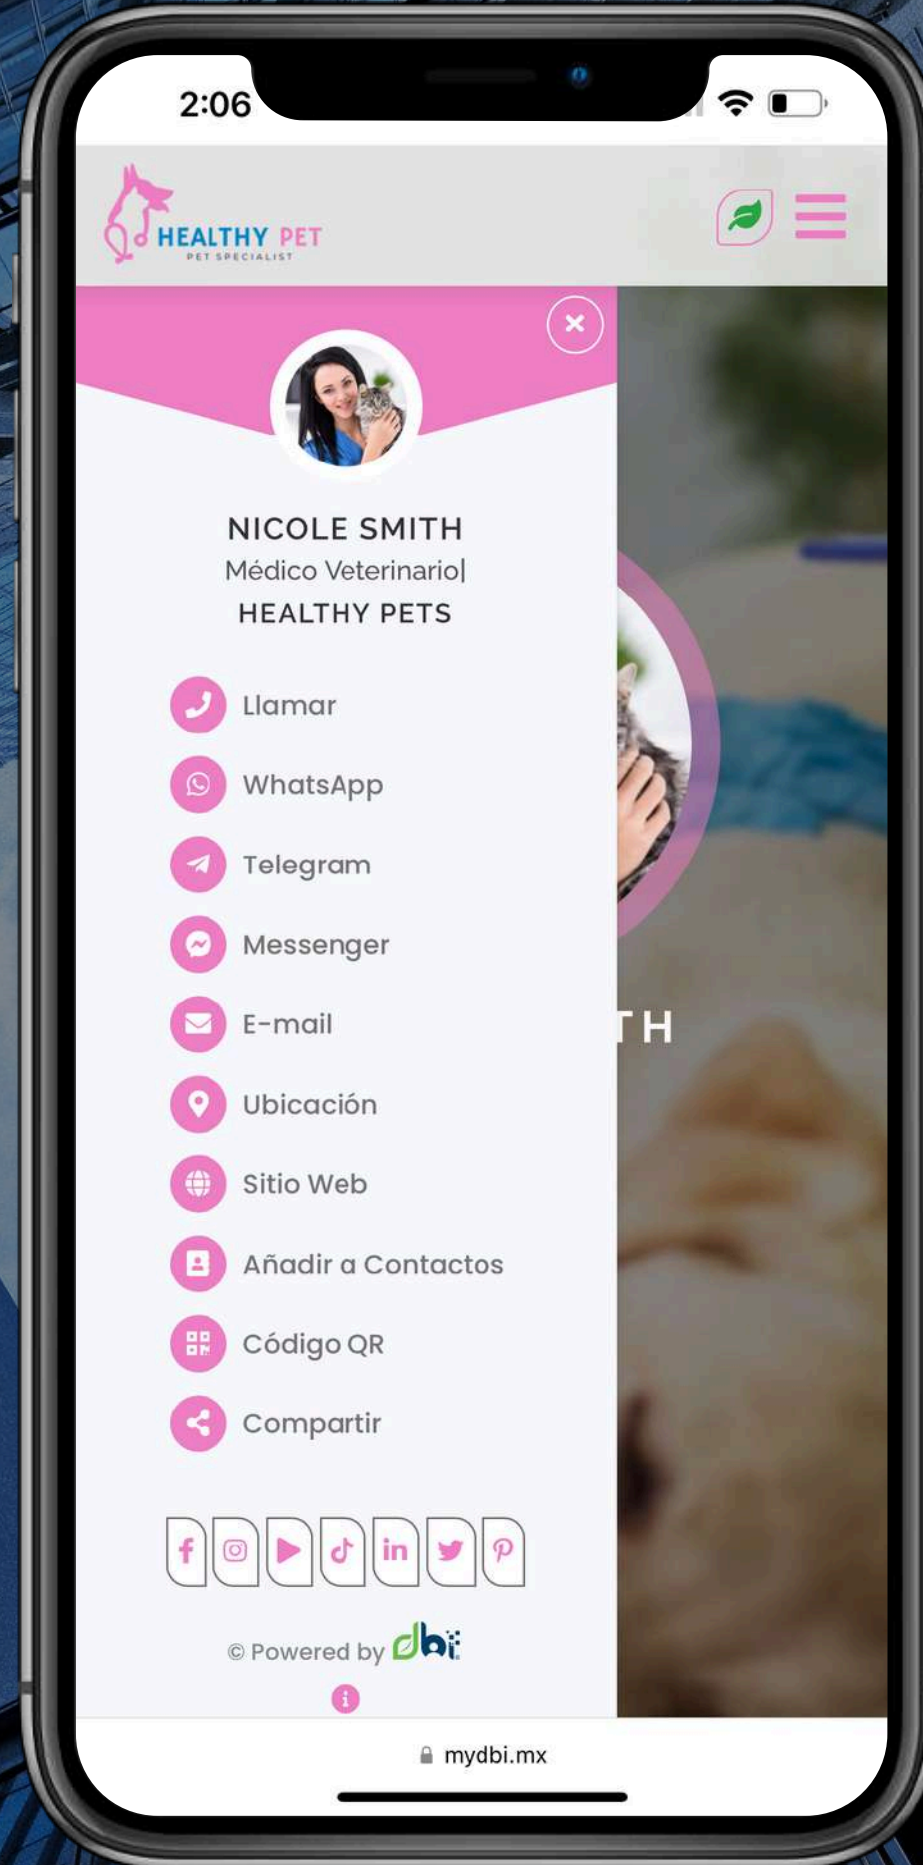 2:06
HEALTHY PET
PET SPECIALIST
NICOLE SMITH
Médico Veterinario|
HEALTHY PETS
Llamar
WhatsApp
Telegram
Messenger
E-mail
TH
Ubicación
Sitio Web
Añadir a Contactos
Código QR
Compartir
© Powered by dbi
mydbi.mx